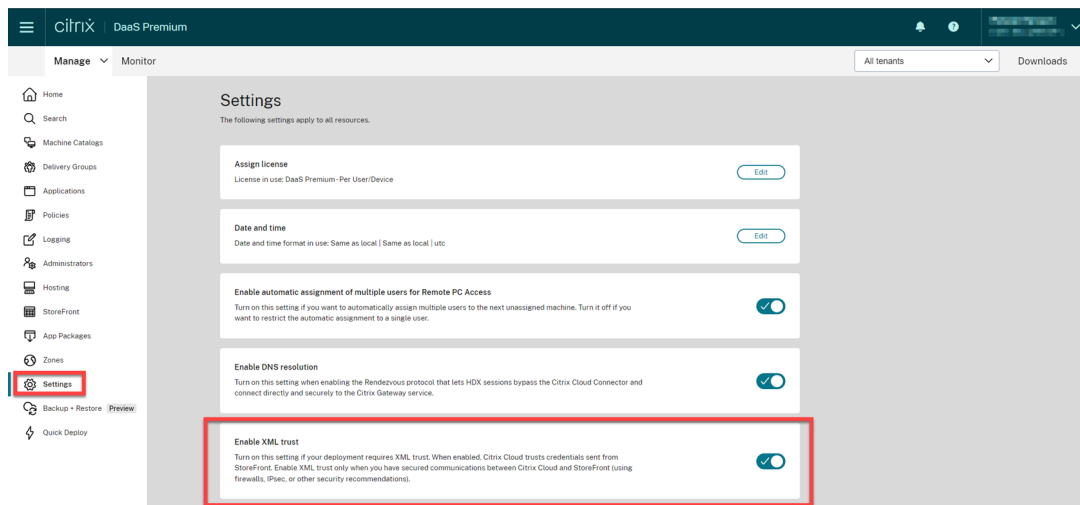 citrix | DaaS Premium
Manage Monitor
All tenants
Downloads
Home
Search
Machine Catalogs
Delivery Groups
Applications
Policies
Logging
Administrators
Hosting
StoreFront
App Packages
Zones
Settings
Backup + Restore Preview
Quick Deploy
Settings
The following settings apply to all resources.
Assign license
License in use: DaaS Premium - Per User/Device
Edit
Date and time
Date and time format in use: Same as local | Same as local | utc
Edit
Enable automatic assignment of multiple users for Remote PC Access
Turn on this setting if you want to automatically assign multiple users to the next unassigned machine. Turn it off if you
want to restrict the automatic assignment to a single user.
Enable DNS resolution
Turn on this setting when enabling the Rendezvous protocol that lets HDX sessions bypass the Citrix Cloud Connector and
connect directly and securely to the Citrix Gateway service.
Enable XML trust
Turn on this setting if your deployment requires XML trust. When enabled, Citrix Cloud trusts credentials sent from
StoreFront. Enable XML trust only when you have secured communications between Citrix Cloud and StoreFront (using
firewalls, IPsec, or other security recommendations).